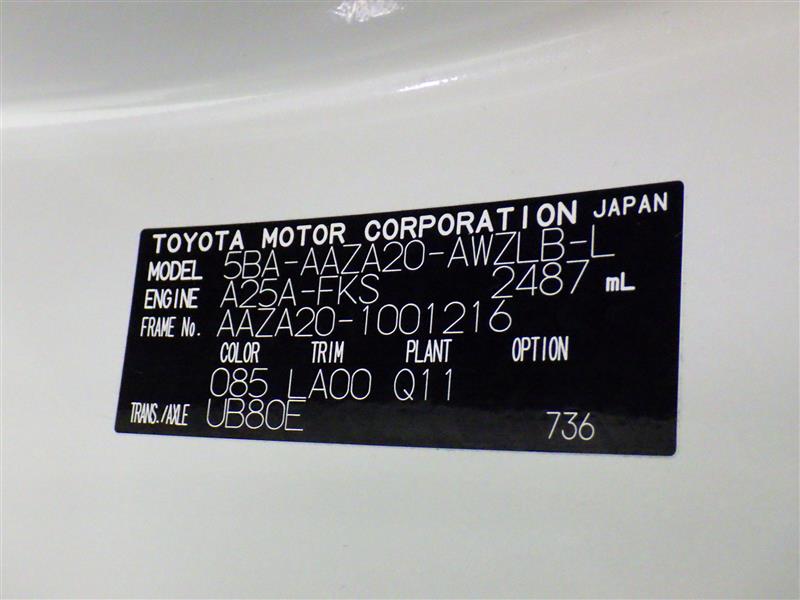 TOYOTA MOTOR CORPORATION JAPAN
MODEL 5BA-AAZA20-AWZLB-L
ENGINE A25A-FKS 2487 mL
FRAME No. AAZA20-1001216
COLOR TRIM PLANT OPTION
085 LA00 Q11
TRANS./AXLE UB80E 736